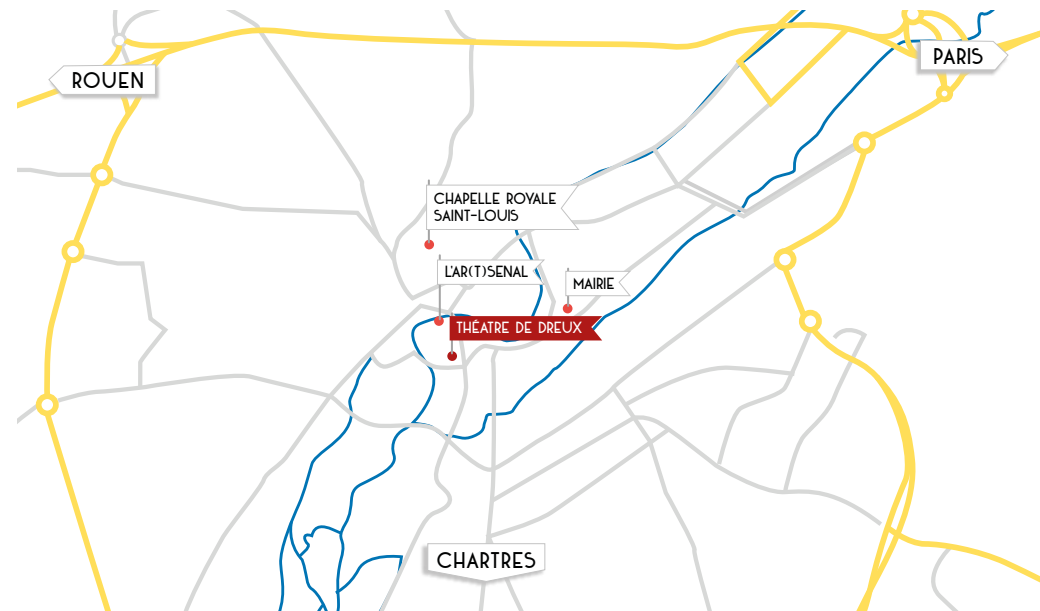 ROUEN
PARIS
CHAPELLE ROYALE
SAINT-LOUIS
L'AR(T)SENAL
MAIRIE
THÉATRE DE DREUX
CHARTRES